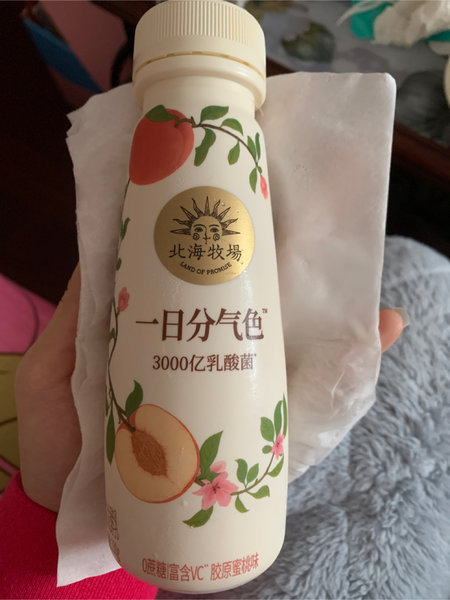 北海牧場
LAND OF PROMISE
一日分气色™
3000亿乳酸菌*
0蔗糖|富含VC** 胶原蜜桃味